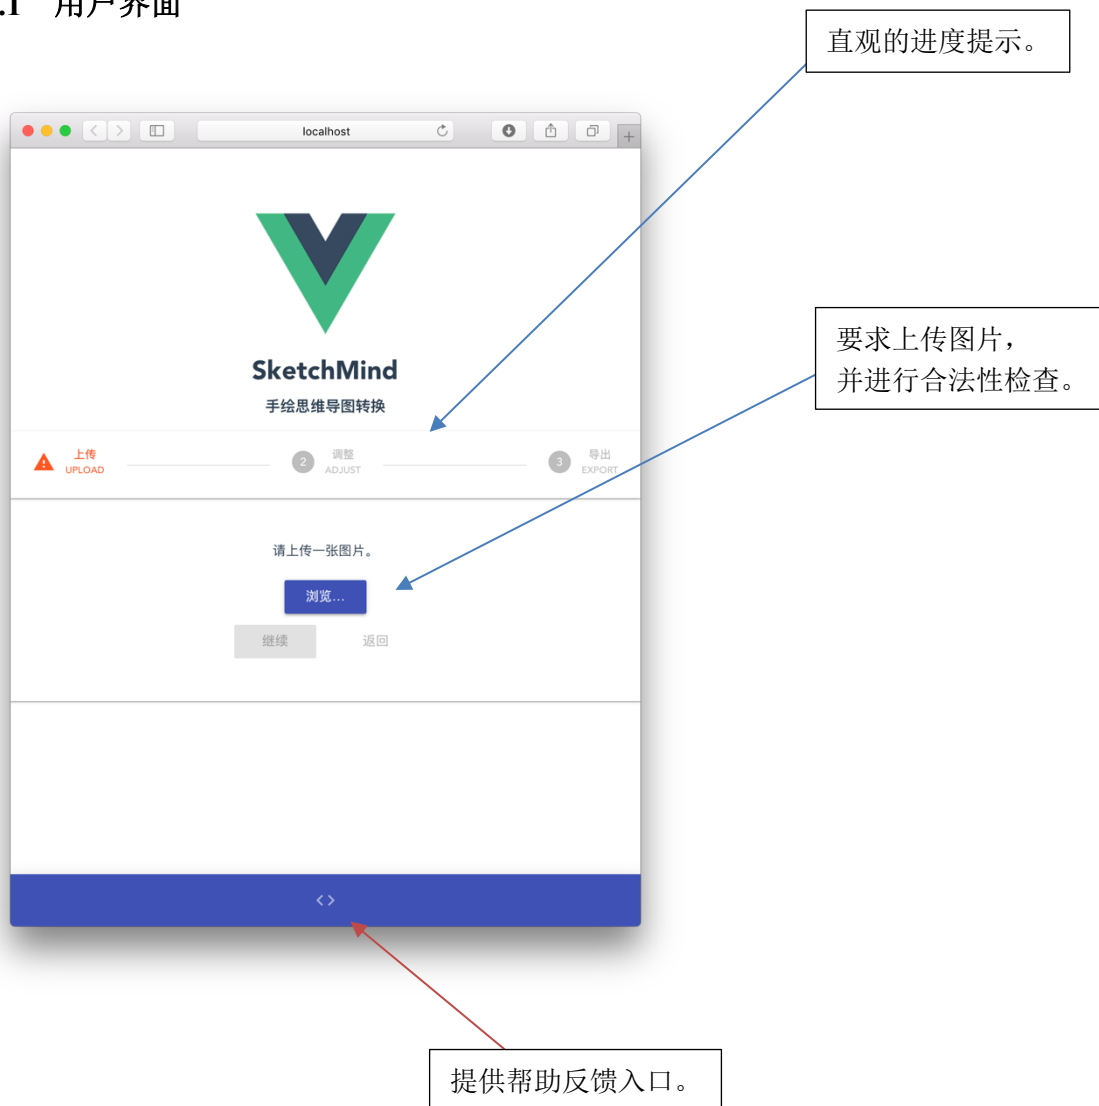 .1 用户界面
直观的进度提示。
localhost
SketchMind
手绘思维导图转换
上传
UPLOAD
2
调整
ADJUST
3
导出
EXPORT
要求上传图片，
并进行合法性检查。
请上传一张图片。
浏览...
继续
返回
提供帮助反馈入口。